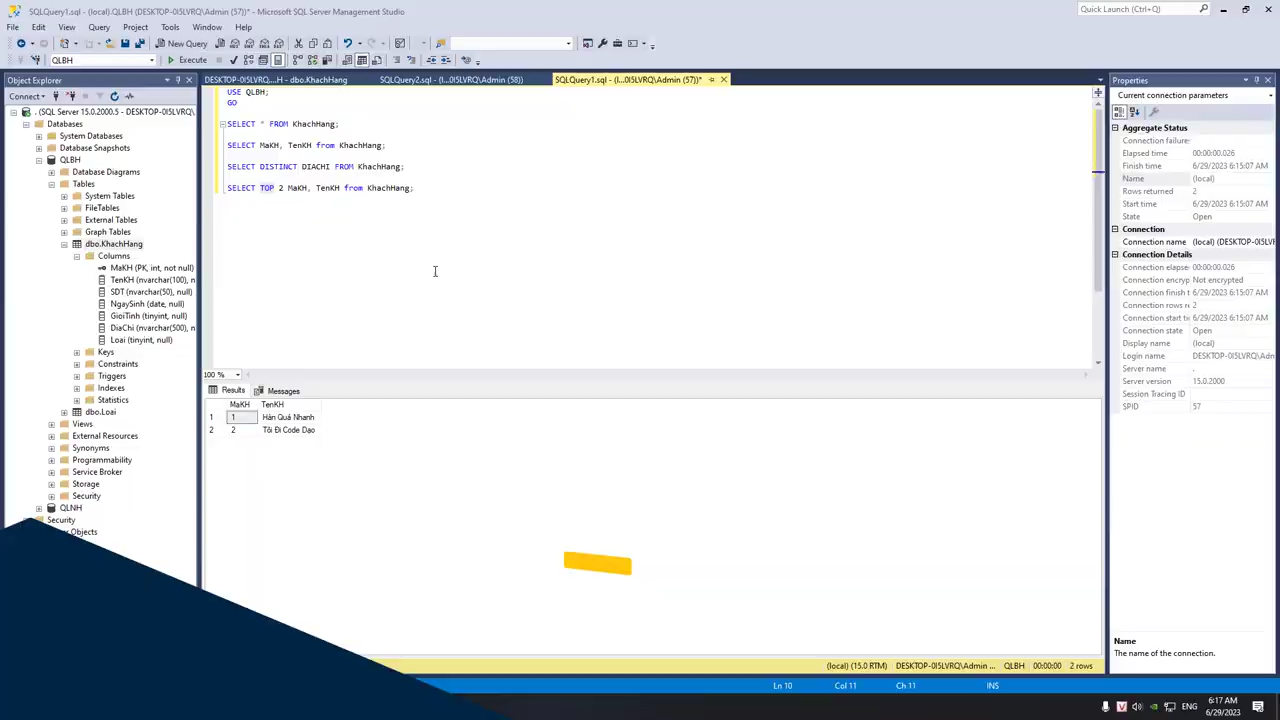 SQLQuery1.sql - (local).QLBH (DESKTOP-0I5LVRQ\Admin (57))* - Microsoft SQL Server Management Studio
Quick Launch (Ctrl+Q)
File Edit View Query Project Tools Window Help
New Query
QLBH
Execute
Object Explorer
DESKTOP-0I5LVRQ,...H - dbo.KhachHang
SQLQuery2.sql - (l...0I5LVRQ\Admin (58))
SQLQuery1.sql - (l...0I5LVRQ\Admin (57))*
Properties
Connect
. (SQL Server 15.0.2000.5 - DESKTOP-0I5LVRQ\
Databases
System Databases
Database Snapshots
QLBH
Database Diagrams
Tables
System Tables
FileTables
External Tables
Graph Tables
dbo.KhachHang
Columns
MaKH (PK, int, not null)
TenKH (nvarchar(100), n
SDT (nvarchar(50), nu
NgaySinh (date, null)
GioiTinh (tinyint, null)
DiaChi (nvarchar(500), n
Loai (tinyint, null)
Keys
Constraints
Triggers
Indexes
Statistics
dbo.Loai
Views
External Resources
Synonyms
Programmability
Service Broker
Storage
Security
QLNH
Security
USE QLBH;
GO
SELECT * FROM KhachHang;
SELECT MaKH, TenKH from KhachHang;
SELECT DISTINCT DIACHI FROM KhachHang;
SELECT TOP 2 MaKH, TenKH from KhachHang;
100 %
Results Messages
MaKH TenKH
1 1 Hàn Quá Nhanh
2 2 Tôi Đi Code Dạo
Current connection parameters
Aggregate Status
Connection failure
Elapsed time 00:00:00.026
Finish time 6/29/2023 6:15:07 AM
Name (local)
Rows returned 2
Start time 6/29/2023 6:15:07 AM
State Open
Connection
Connection name (local) (DESKTOP-0I5LVR
Connection Details
Connection elapse 00:00:00.026
Connection encryp Not encrypted
Connection finish t 6/29/2023 6:15:07 AM
Connection rows r 2
Connection start ti 6/29/2023 6:15:07 AM
Connection state Open
Display name (local)
Login name DESKTOP-0I5LVRQ\Adn
Server name .
Server version 15.0.2000
Session Tracing ID
SPID 57
Name
The name of the connection.
(local) (15.0 RTM) DESKTOP-0I5LVRQ\Admin ... QLBH 00:00:00 2 rows
Ln 10 Col 11 Ch 11 INS
ENG
6:17 AM
6/29/2023